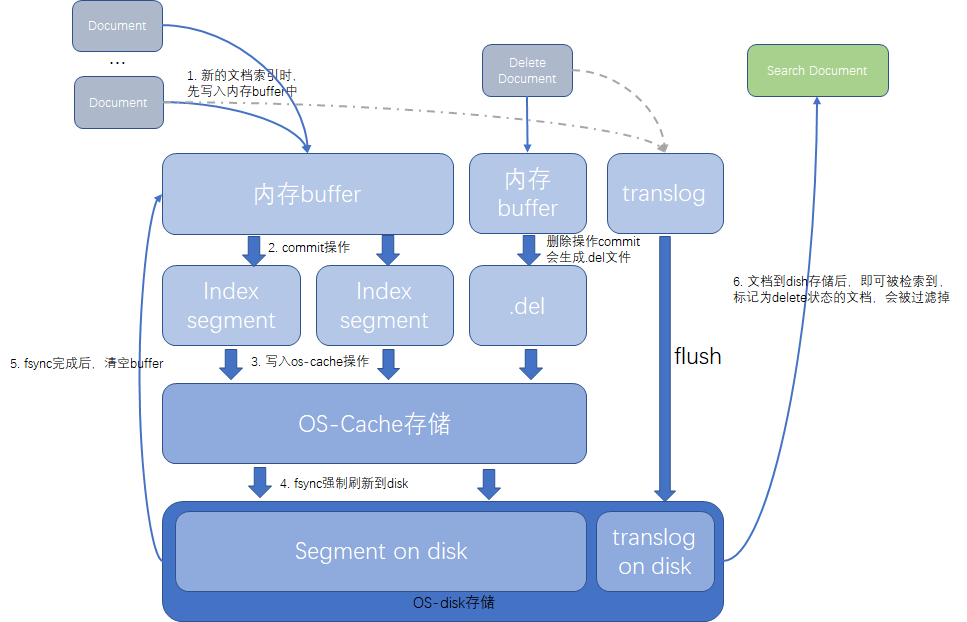 Document
...
Document
1. 新的文档索引时,
先写入内存buffer中
Delete
Document
Search Document
内存buffer
内存
buffer
translog
2. commit操作
删除操作commit
会生成.del文件
Index
segment
Index
segment
.del
6. 文档到dish存储后，即可被检索到，
标记为delete状态的文档，会被过滤掉
5. fsync完成后，清空buffer
3. 写入os-cache操作
flush
OS-Cache存储
4. fsync强制刷新到disk
Segment on disk
translog
on disk
OS-disk存储